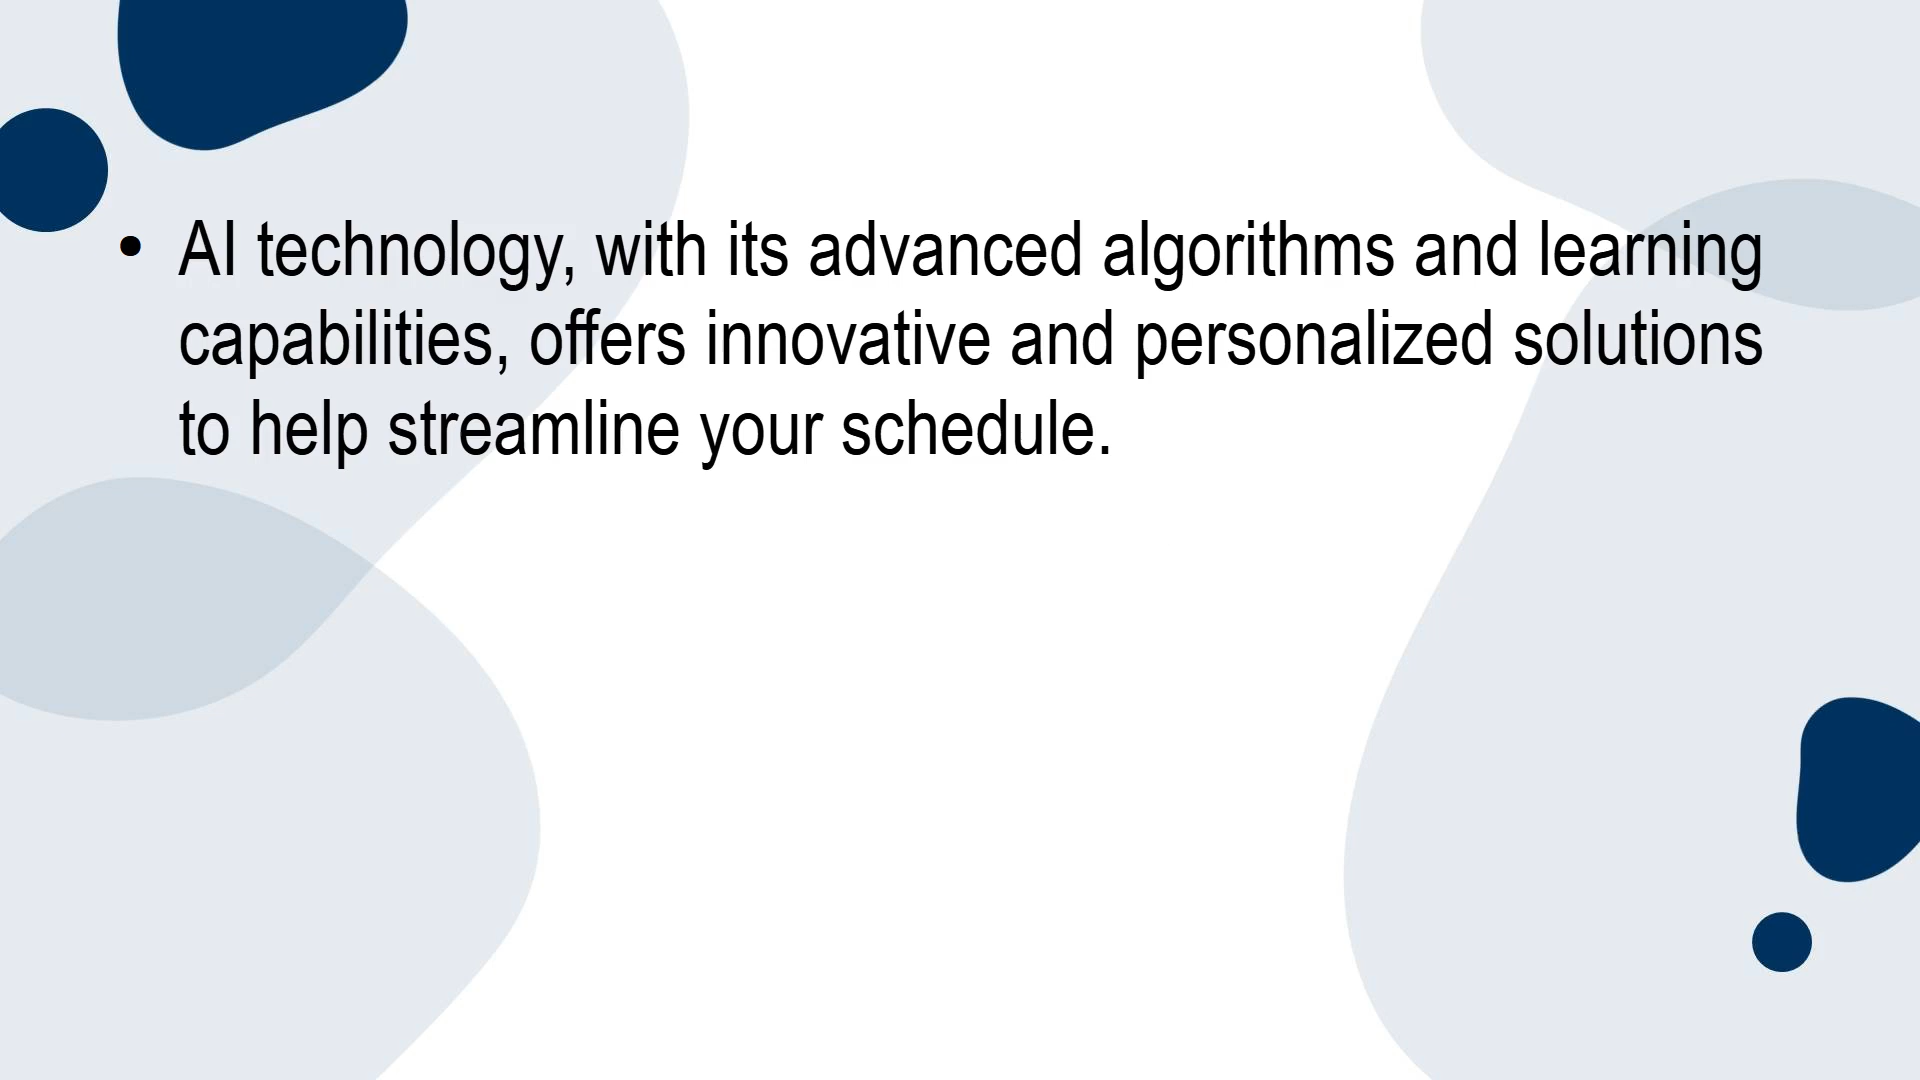 • AI technology, with its advanced algorithms and learning
capabilities, offers innovative and personalized solutions
to help streamline your schedule.